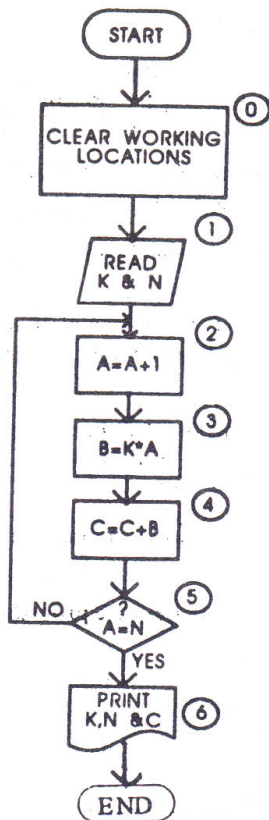 START
0
CLEAR WORKING
LOCATIONS
1
READ
K & N
2
A=A+1
3
B=K*A
4
C=C+B
5
?
A=N
NO
YES
PRINT
K,N &C
6
END